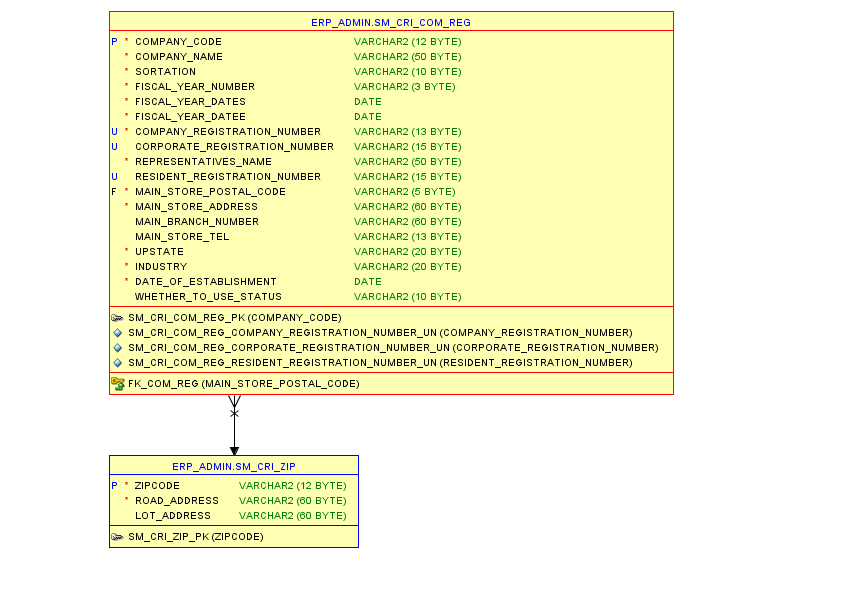 ERP_ADMIN.SM_CRI_COM_REG
P * COMPANY_CODE VARCHAR2 (12 BYTE)
* COMPANY_NAME VARCHAR2 (50 BYTE)
* SORTATION VARCHAR2 (10 BYTE)
* FISCAL_YEAR_NUMBER VARCHAR2 (3 BYTE)
* FISCAL_YEAR_DATES DATE
* FISCAL_YEAR_DATEE DATE
U * COMPANY_REGISTRATION_NUMBER VARCHAR2 (13 BYTE)
U CORPORATE_REGISTRATION_NUMBER VARCHAR2 (15 BYTE)
* REPRESENTATIVES_NAME VARCHAR2 (50 BYTE)
U RESIDENT_REGISTRATION_NUMBER VARCHAR2 (15 BYTE)
F * MAIN_STORE_POSTAL_CODE VARCHAR2 (5 BYTE)
* MAIN_STORE_ADDRESS VARCHAR2 (60 BYTE)
MAIN_BRANCH_NUMBER VARCHAR2 (60 BYTE)
MAIN_STORE_TEL VARCHAR2 (13 BYTE)
* UPSTATE VARCHAR2 (20 BYTE)
* INDUSTRY VARCHAR2 (20 BYTE)
* DATE_OF_ESTABLISHMENT DATE
WHETHER_TO_USE_STATUS VARCHAR2 (10 BYTE)
SM_CRI_COM_REG_PK (COMPANY_CODE)
SM_CRI_COM_REG_COMPANY_REGISTRATION_NUMBER_UN (COMPANY_REGISTRATION_NUMBER)
SM_CRI_COM_REG_CORPORATE_REGISTRATION_NUMBER_UN (CORPORATE_REGISTRATION_NUMBER)
SM_CRI_COM_REG_RESIDENT_REGISTRATION_NUMBER_UN (RESIDENT_REGISTRATION_NUMBER)
FK_COM_REG (MAIN_STORE_POSTAL_CODE)
ERP_ADMIN.SM_CRI_ZIP
P * ZIPCODE VARCHAR2 (12 BYTE)
* ROAD_ADDRESS VARCHAR2 (60 BYTE)
LOT_ADDRESS VARCHAR2 (60 BYTE)
SM_CRI_ZIP_PK (ZIPCODE)